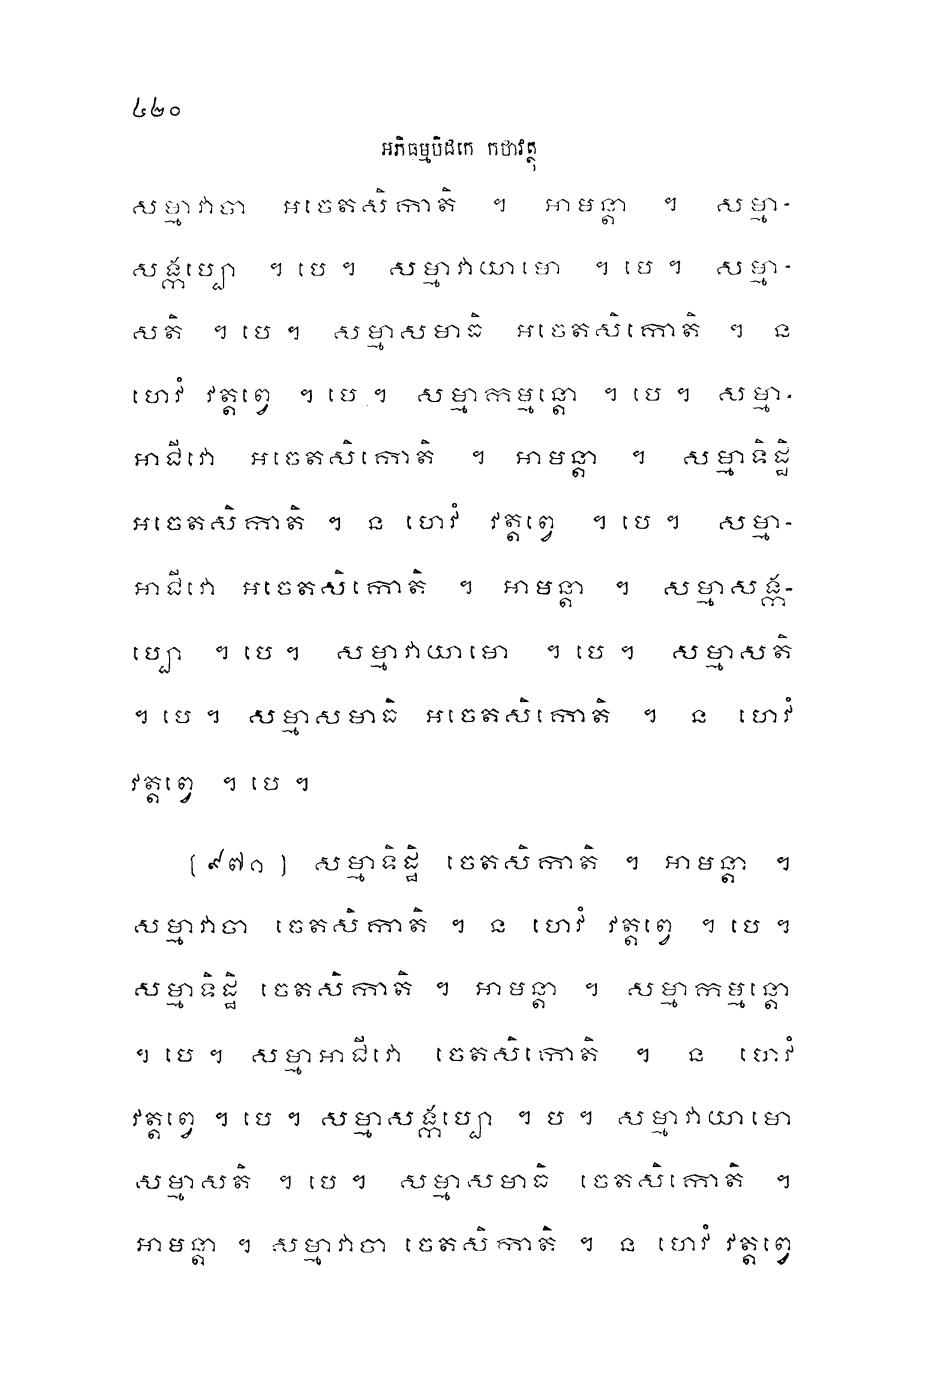 ៤២០
អភិធម្មបិដកេ កថាវត្ថុ
សម្មាវាចា អចេតសិកាតិ ។ អាមន្តា ។ សម្មា-
សង្កប្បោ ។ បេ ។ សម្មាវាយាមោ ។ បេ ។ សម្មា-
សតិ ។ បេ ។ សម្មាសមាធិ អចេតសិកោតិ ។ ន
ហេវំ វត្តព្វេ ។ បេ ។ សម្មាកម្មន្តោ ។ បេ ។ សម្មា-
អាជីវោ អចេតសិកោតិ ។ អាមន្តា ។ សម្មាទិដ្ឋិ
អចេតសិកាតិ ។ ន ហេវំ វត្តព្វេ ។ បេ ។ សម្មា-
អាជីវោ អចេតសិកោតិ ។ អាមន្តា ។ សម្មាសង្ក-
ប្បោ ។ បេ ។ សម្មាវាយាមោ ។ បេ ។ សម្មាសតិ
។ បេ ។ សម្មាសមាធិ អចេតសិកោតិ ។ ន ហេវំ
វត្តព្វេ ។ បេ ។
(៩៧១) សម្មាទិដ្ឋិ ចេតសិកាតិ ។ អាមន្តា ។
សម្មាវាចា ចេតសិកាតិ ។ ន ហេវំ វត្តព្វេ ។ បេ ។
សម្មាទិដ្ឋិ ចេតសិកាតិ ។ អាមន្តា ។ សម្មាកម្មន្តោ
។ បេ ។ សម្មាអាជីវោ ចេតសិកោតិ ។ ន ហេវំ
វត្តព្វេ ។ បេ ។ សម្មាសង្កប្បោ ។ ប ។ សម្មាវាយាមោ
សម្មាសតិ ។ បេ ។ សម្មាសមាធិ ចេតសិកោតិ ។
អាមន្តា ។ សម្មាវាចា ចេតសិកាតិ ។ ន ហេវំ វត្តព្វេ